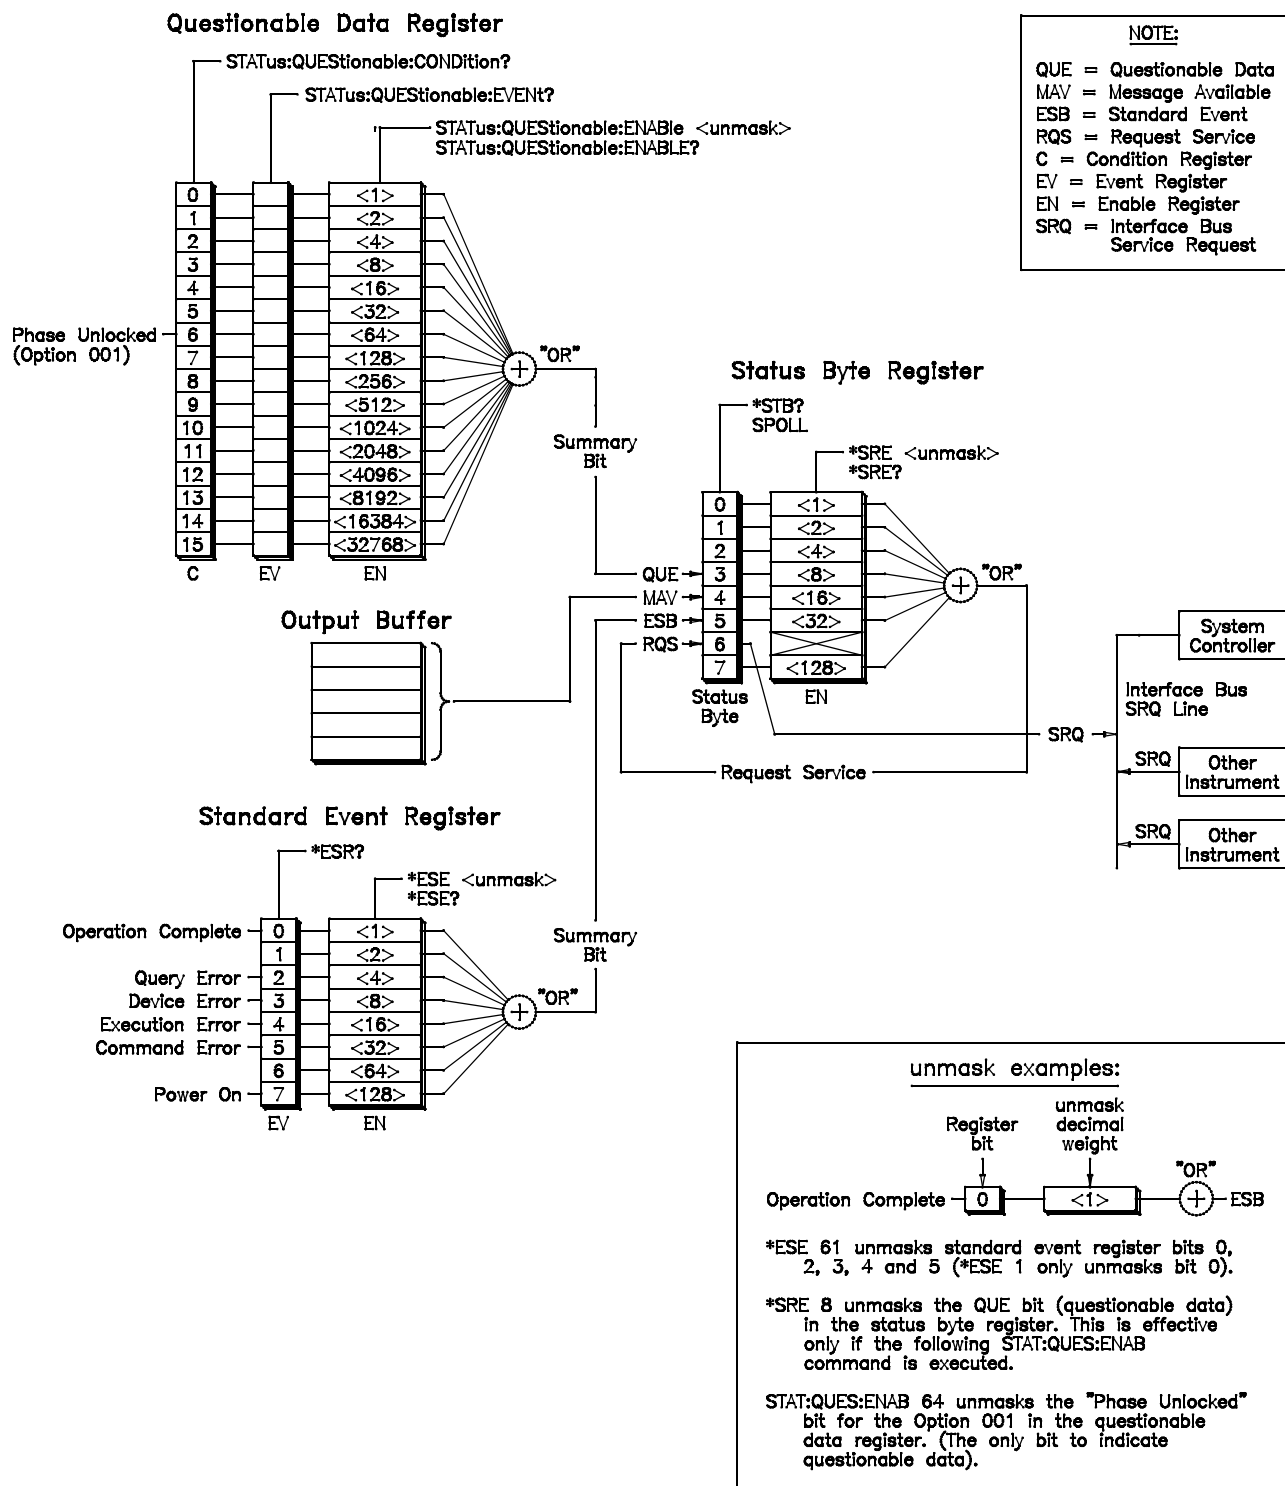 Questionable Data Register
STATus:QUEStionable:CONDition?
STATus:QUEStionable:EVENt?
STATus:QUEStionable:ENABle <unmask>
STATus:QUEStionable:ENABLE?
0 <1>
1 <2>
2 <4>
3 <8>
4 <16>
5 <32>
6 <64>
7 <128>
8 <256>
9 <512>
10 <1024>
11 <2048>
12 <4096>
13 <8192>
14 <16384>
15 <32768>
C EV EN
Phase Unlocked
(Option 001)
"OR"
Summary
Bit
NOTE:
QUE = Questionable Data
MAV = Message Available
ESB = Standard Event
RQS = Request Service
C = Condition Register
EV = Event Register
EN = Enable Register
SRQ = Interface Bus
Service Request
Status Byte Register
*STB?
SPOLL
*SRE <unmask>
*SRE?
0 <1>
1 <2>
2 <4>
QUE 3 <8>
MAV 4 <16>
ESB 5 <32>
RQS 6
7 <128>
Status
Byte
EN
"OR"
Request Service
SRQ
System
Controller
Interface Bus
SRQ Line
SRQ
Other
Instrument
SRQ
Other
Instrument
Output Buffer
Standard Event Register
*ESR?
*ESE <unmask>
*ESE?
Operation Complete 0 <1>
1 <2>
Query Error 2 <4>
Device Error 3 <8>
Execution Error 4 <16>
Command Error 5 <32>
6 <64>
Power On 7 <128>
EV EN
"OR"
Summary
Bit
unmask examples:
Register
bit
unmask
decimal
weight
Operation Complete 0 <1> "OR" ESB
*ESE 61 unmasks standard event register bits 0,
2, 3, 4 and 5 (*ESE 1 only unmasks bit 0).
*SRE 8 unmasks the QUE bit (questionable data)
in the status byte register. This is effective
only if the following STAT:QUES:ENAB
command is executed.
STAT:QUES:ENAB 64 unmasks the "Phase Unlocked"
bit for the Option 001 in the questionable
data register. (The only bit to indicate
questionable data).